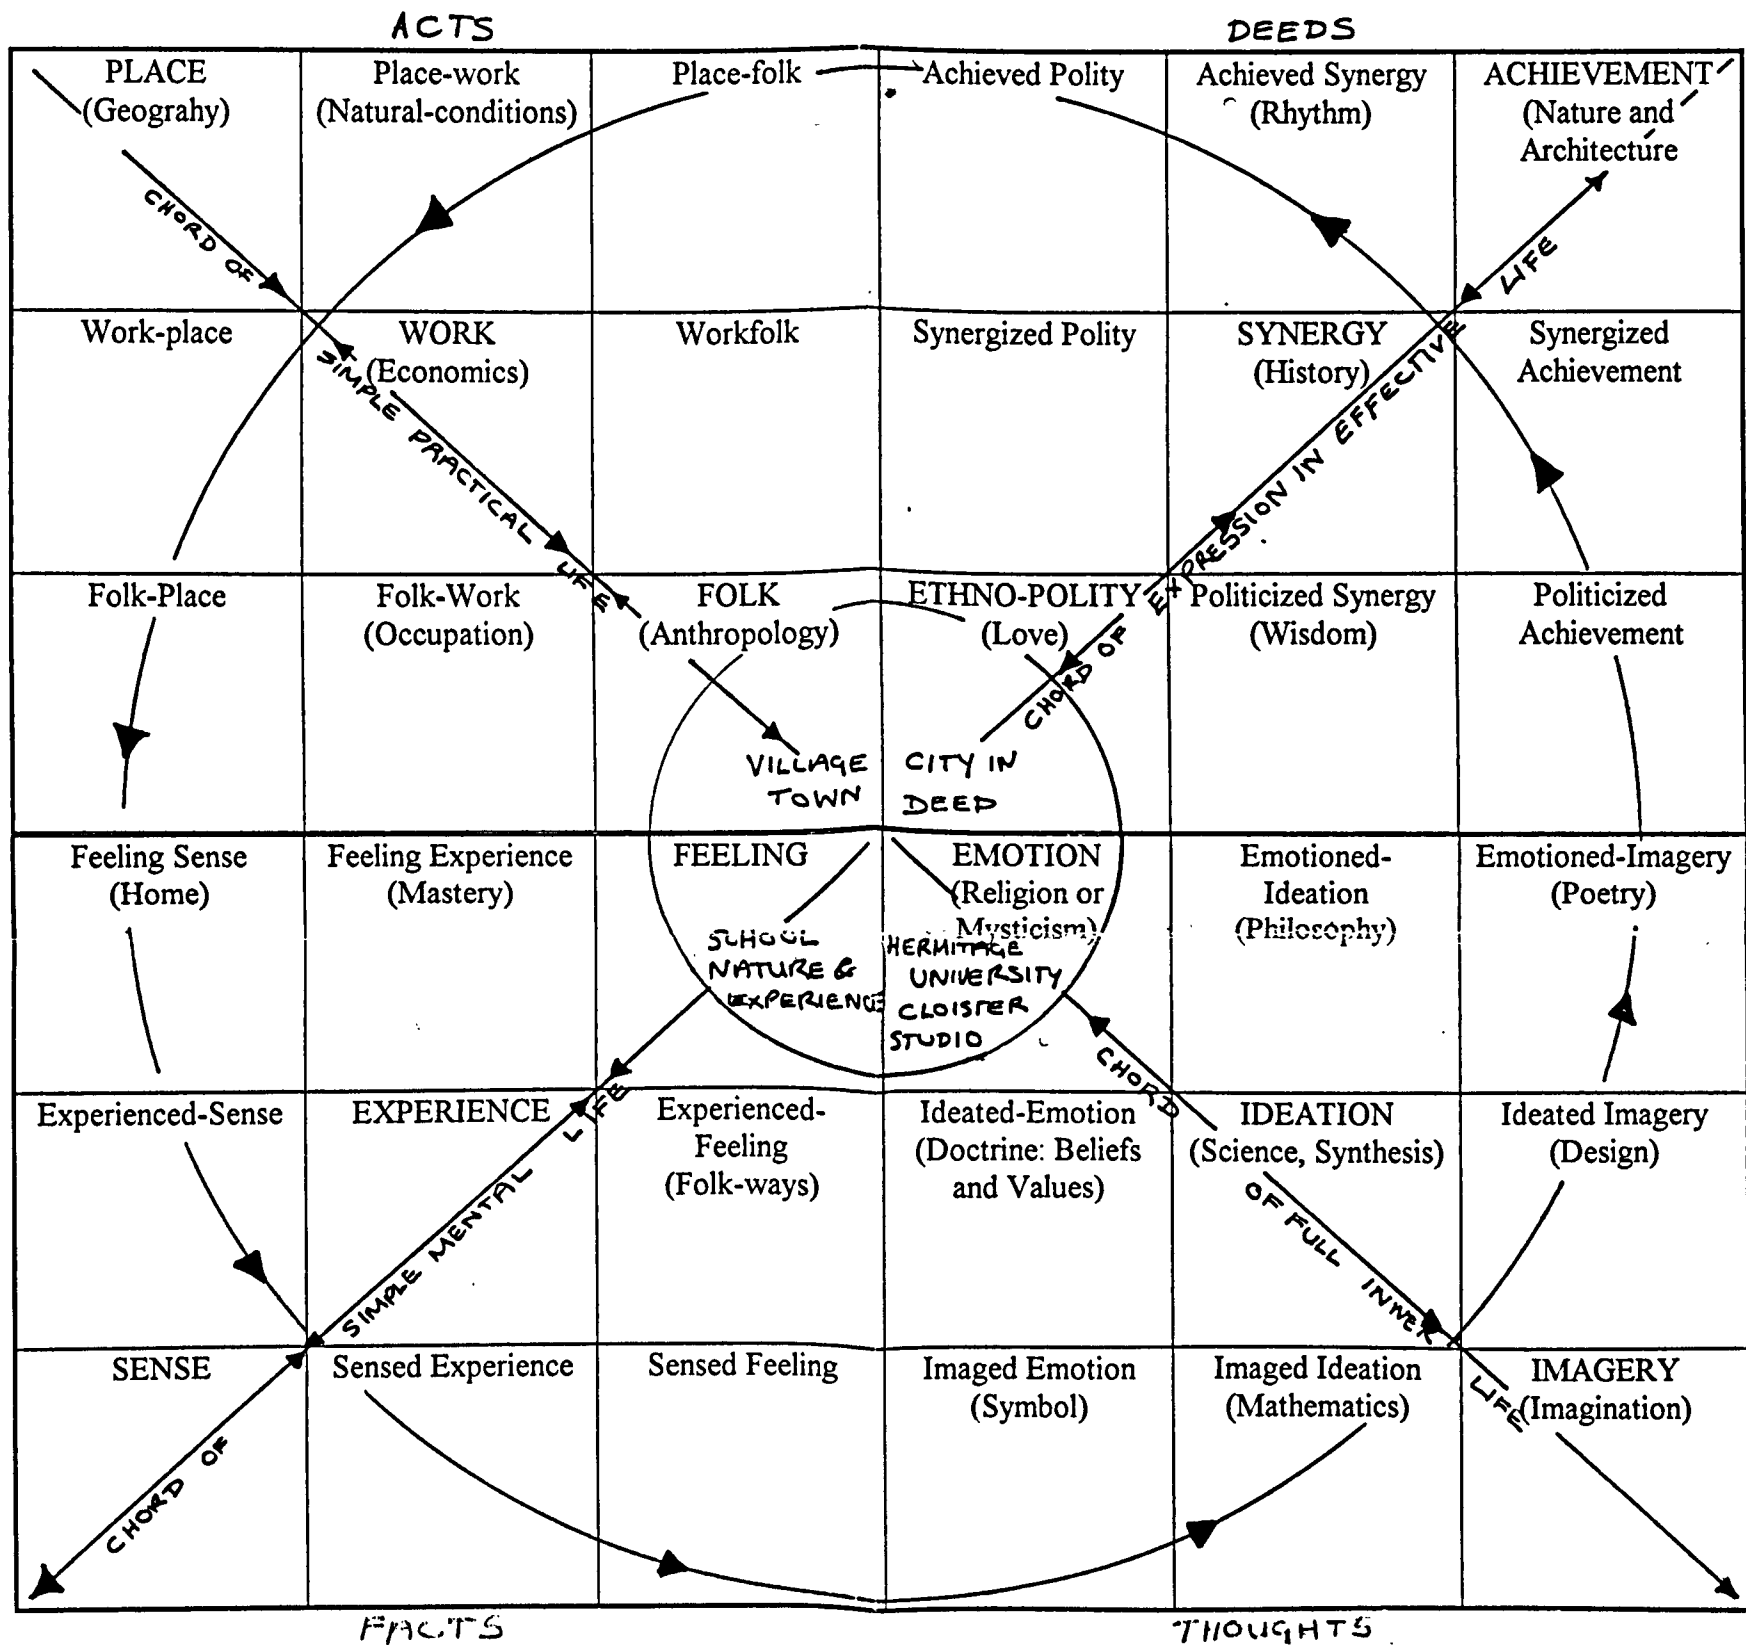 ACTS
DEEDS
PLACE
(Geograhy)
Place-work
(Natural-conditions)
Place-folk
Achieved Polity
Achieved Synergy
(Rhythm)
ACHIEVEMENT
(Nature and
Architecture
CHORD OF
SIMPLE PRACTICAL
LIFE
Work-place
WORK
(Economics)
Workfolk
Synergized Polity
SYNERGY
(History)
Synergized
Achievement
CHORD OF
EXPRESSION IN EFFECTIVE
LIFE
Folk-Place
Folk-Work
(Occupation)
FOLK
(Anthropology)
ETHNO-POLITY
(Love)
Politicized Synergy
(Wisdom)
Politicized
Achievement
VILLAGE
TOWN
CITY IN
DEED
Feeling Sense
(Home)
Feeling Experience
(Mastery)
FEELING
EMOTION
(Religion or
Mysticism)
Emotioned-
Ideation
(Philosophy)
Emotioned-Imagery
(Poetry)
SCHOOL
NATURE &
EXPERIENCE
HERMITAGE
UNIVERSITY
CLOISTER
STUDIO
Experienced-Sense
EXPERIENCE
Experienced-
Feeling
(Folk-ways)
Ideated-Emotion
(Doctrine: Beliefs
and Values)
IDEATION
(Science, Synthesis)
Ideated Imagery
(Design)
CHORD OF
SIMPLE MENTAL
LIFE
CHORD
OF FULL INNER
LIFE
SENSE
Sensed Experience
Sensed Feeling
Imaged Emotion
(Symbol)
Imaged Ideation
(Mathematics)
IMAGERY
(Imagination)
FACTS
THOUGHTS